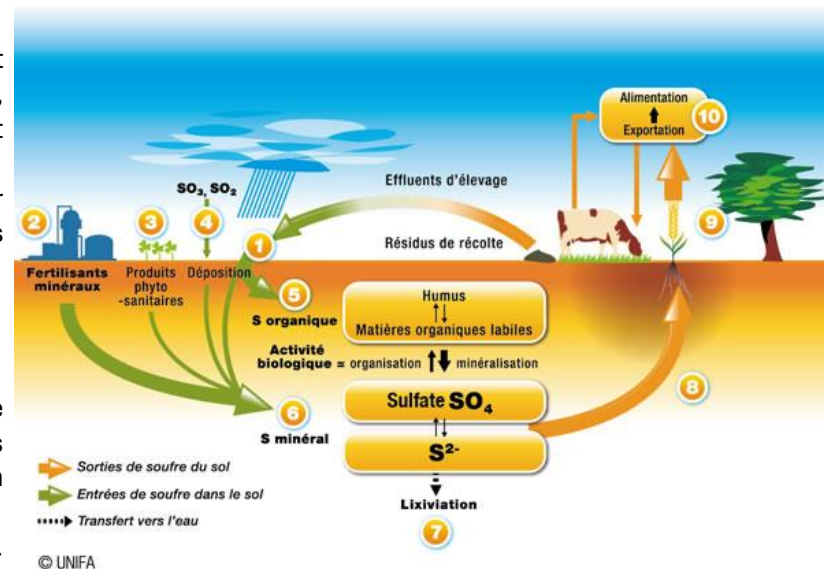 Alimentation
10
Exportation
SO₃, SO₂
Effluents d'élevage
2
3
4
1
Résidus de récolte
9
Fertilisants
minéraux
Produits
phyto
-sanitaires
Déposition
5
S organique
Humus
Matières organiques labiles
Activité
biologique = organisation
minéralisation
8
6
S minéral
Sulfate SO₄
S²⁻
Sorties de soufre du sol
Entrées de soufre dans le sol
Transfert vers l'eau
Lixiviation
7
© UNIFA